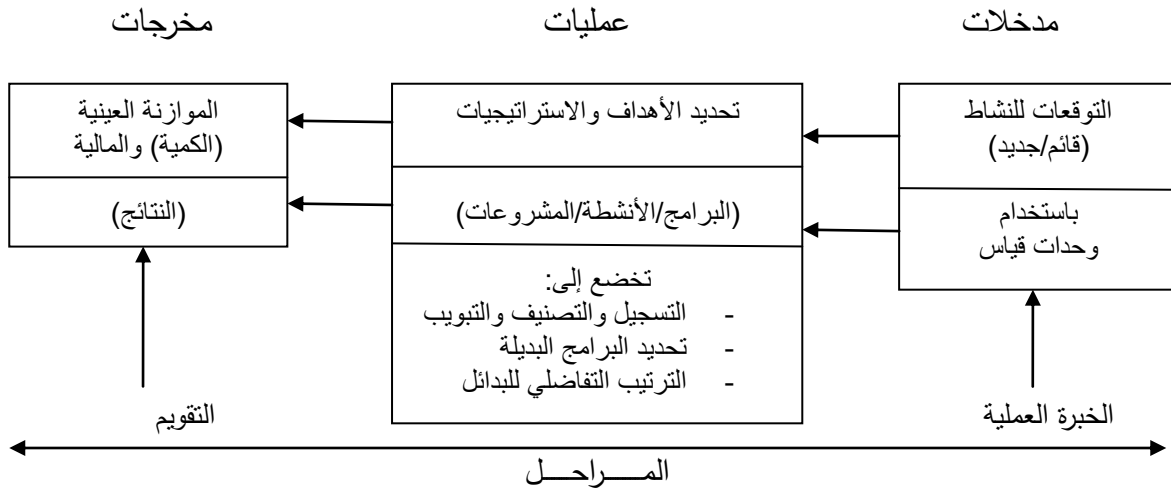 مدخلات
عمليات
مخرجات
التوقعات للنشاط
(قائم/جديد)
باستخدام
وحدات قياس
تحديد الأهداف والاستراتيجيات
(البرامج/الأنشطة/المشروعات)
تخضع إلى:
- التسجيل والتصنيف والتبويب
- تحديد البرامج البديلة
- الترتيب التفاضلي للبدائل
الموازنة العينية
(الكمية) والمالية
(النتائج)
الخبرة العملية
التقويم
المـــــراحـــل